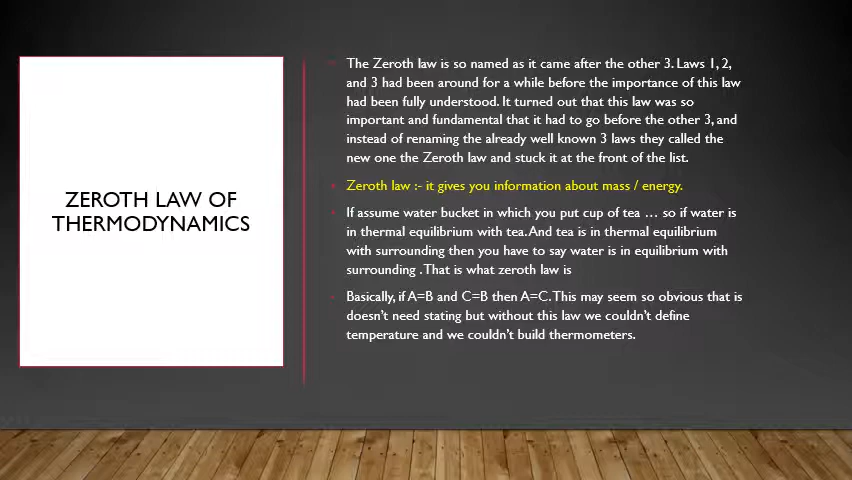 ZEROTH LAW OF
THERMODYNAMICS
The Zeroth law is so named as it came after the other 3. Laws 1, 2,
and 3 had been around for a while before the importance of this law
had been fully understood. It turned out that this law was so
important and fundamental that it had to go before the other 3, and
instead of renaming the already well known 3 laws they called the
new one the Zeroth law and stuck it at the front of the list.
Zeroth law :- it gives you information about mass / energy.
If assume water bucket in which you put cup of tea … so if water is
in thermal equilibrium with tea. And tea is in thermal equilibrium
with surrounding then you have to say water is in equilibrium with
surrounding . That is what zeroth law is
Basically, if A=B and C=B then A=C. This may seem so obvious that is
doesn't need stating but without this law we couldn't define
temperature and we couldn't build thermometers.